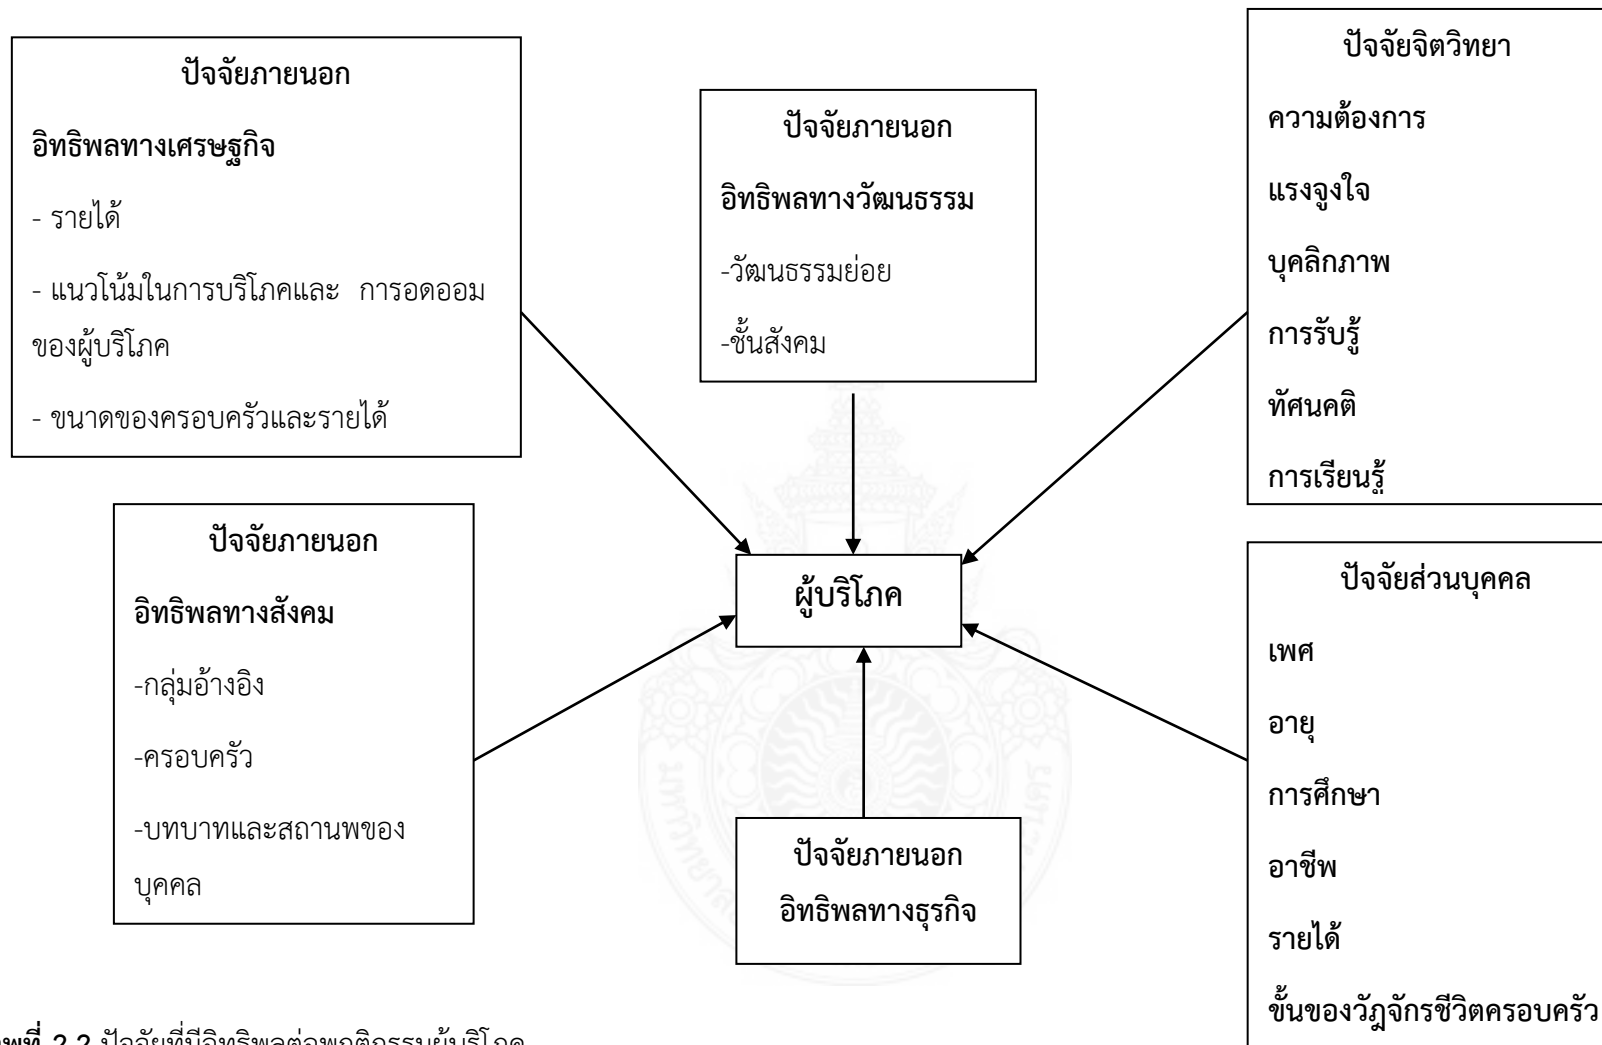 ปัจจัยภายนอก
อิทธิพลทางเศรษฐกิจ
- รายได้
- แนวโน้มในการบริโภคและ การอดออม
ของผู้บริโภค
- ขนาดของครอบครัวและรายได้
ปัจจัยภายนอก
อิทธิพลทางวัฒนธรรม
-วัฒนธรรมย่อย
-ชั้นสังคม
ปัจจัยจิตวิทยา
ความต้องการ
แรงจูงใจ
บุคลิกภาพ
การรับรู้
ทัศนคติ
การเรียนรู้
ปัจจัยภายนอก
อิทธิพลทางสังคม
-กลุ่มอ้างอิง
-ครอบครัว
-บทบาทและสถานพของ
บุคคล
ผู้บริโภค
ปัจจัยภายนอก
อิทธิพลทางธุรกิจ
ปัจจัยส่วนบุคคล
เพศ
อายุ
การศึกษา
อาชีพ
รายได้
ขั้นของวัฏจักรชีวิตครอบครัว
2.2 ปัจจัยที่มีอิทธิพลต่อพฤติกรรมผู้บริโภค